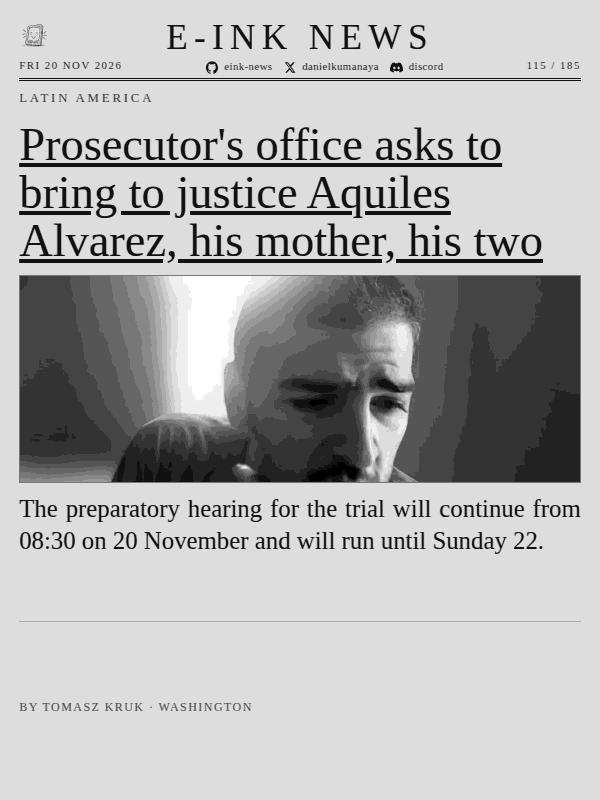 E-INK NEWS
FRI 20 NOV 2026
eink-news danielkumanaya discord
115 / 185
LATIN AMERICA
Prosecutor's office asks to
bring to justice Aquiles
Alvarez, his mother, his two
The preparatory hearing for the trial will continue from
08:30 on 20 November and will run until Sunday 22.
BY TOMASZ KRUK · WASHINGTON